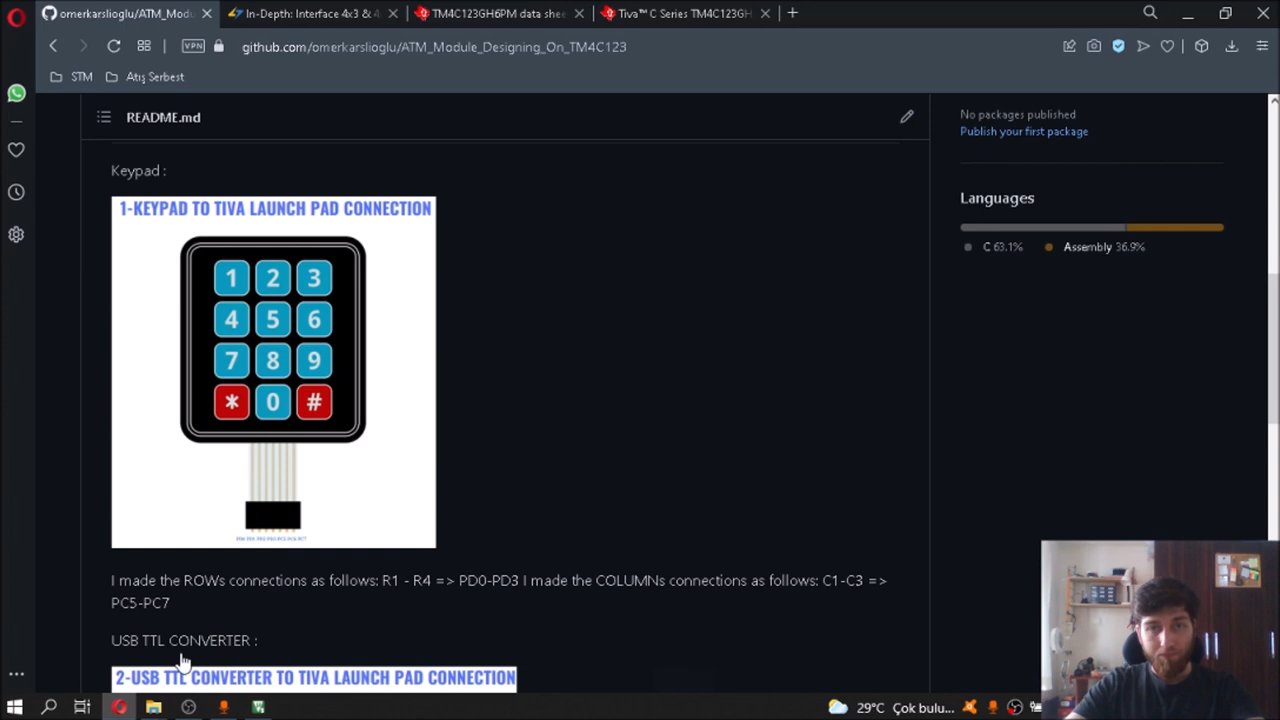 omerkarslioglu/ATM_Modu
In-Depth: Interface 4x3 & 4
TM4C123GH6PM data shee
Tiva™ C Series TM4C123GH
VPN
github.com/omerkarslioglu/ATM_Module_Designing_On_TM4C123
STM
Atış Serbest
README.md
No packages published
Publish your first package
Keypad :
Languages
1-KEYPAD TO TIVA LAUNCH PAD CONNECTION
C 63.1%
Assembly 36.9%
1 2 3
4 5 6
7 8 9
* 0 #
I made the ROWs connections as follows: R1 - R4 => PD0-PD3 I made the COLUMNs connections as follows: C1-C3 =>
PC5-PC7
USB TTL CONVERTER :
2-USB TTL CONVERTER TO TIVA LAUNCH PAD CONNECTION
29°C Çok bulu...